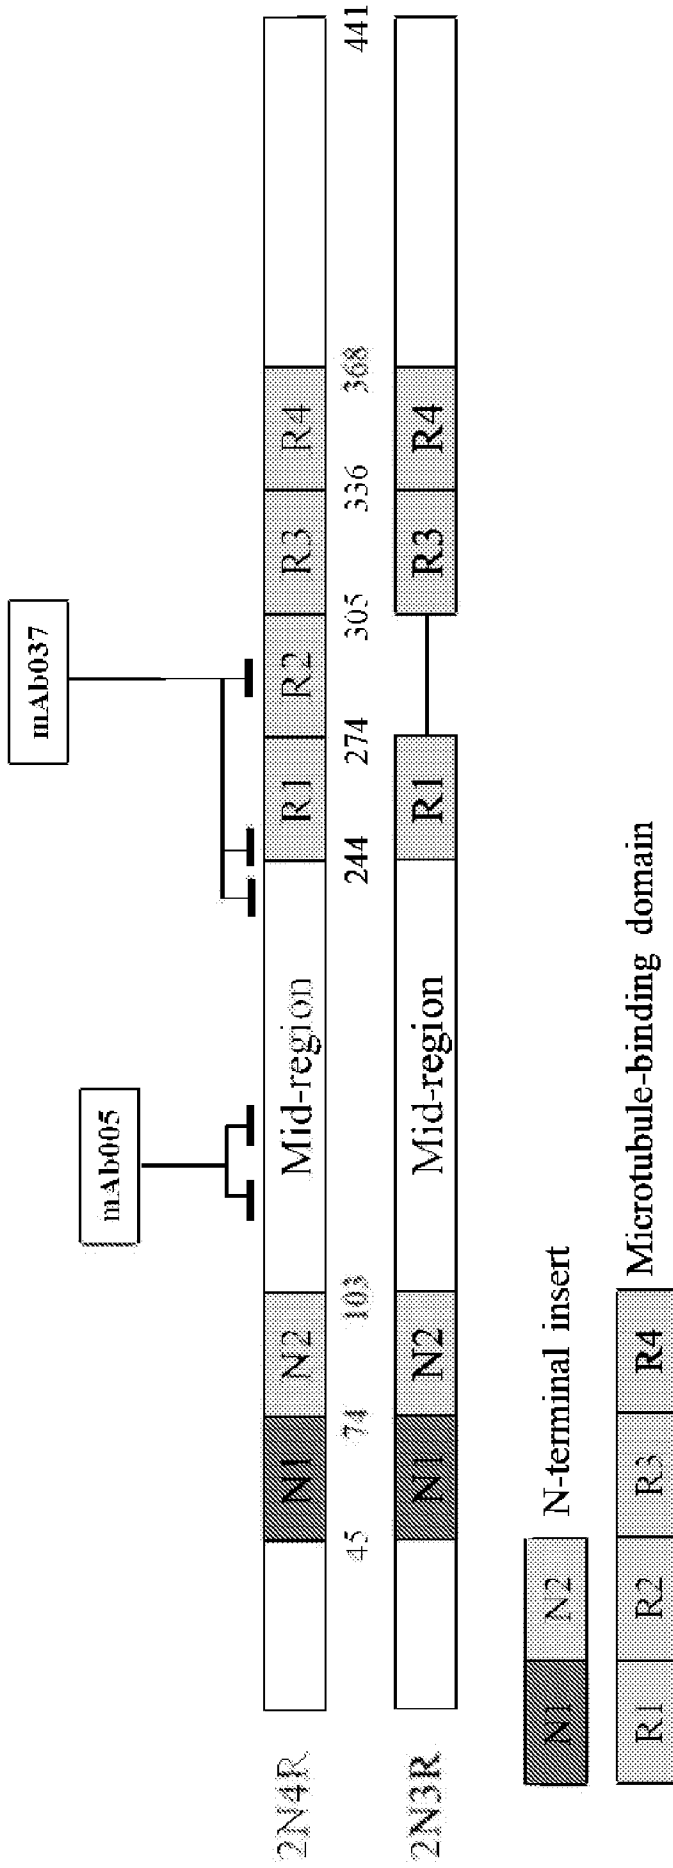 mAb005 mAb037
2N4R N1 N2 Mid-region R1 R2 R3 R4
45 74 103 244 274 305 336 368 441
2N3R N1 N2 Mid-region R1 R3 R4
N1 N2 N-terminal insert
R1 R2 R3 R4 Microtubule-binding domain